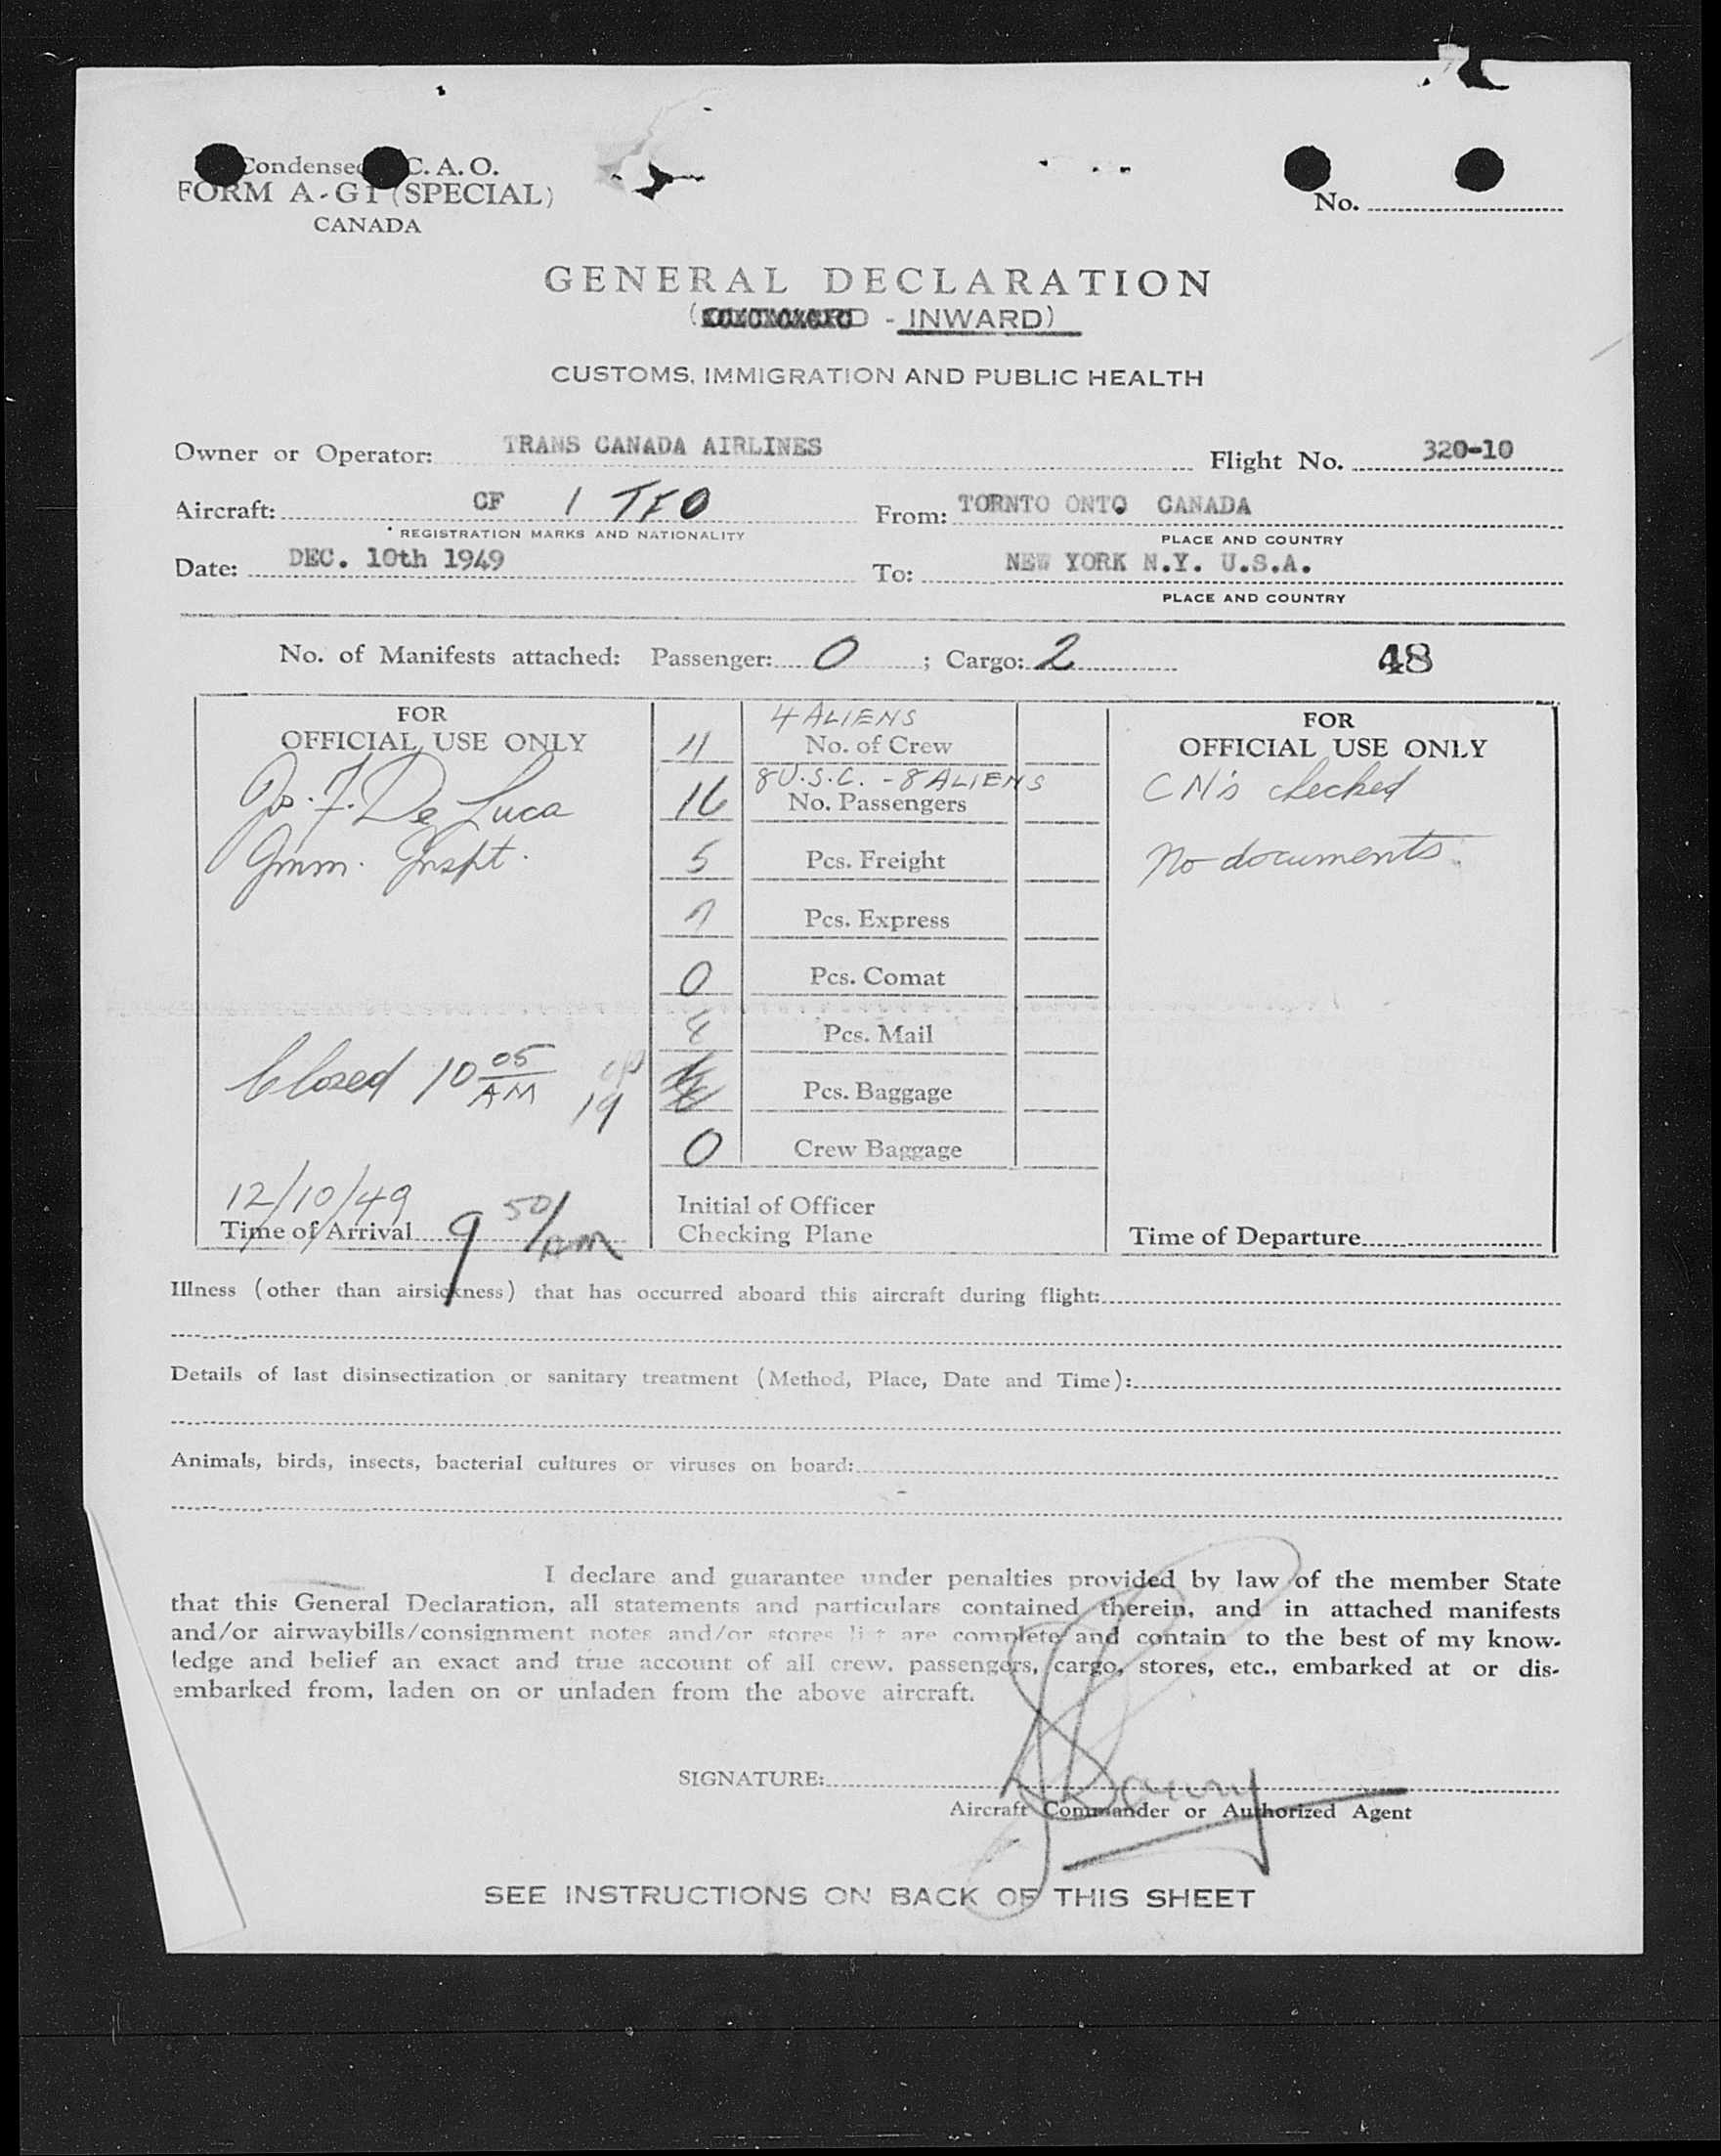 Condensed C. A. O.
FORM A-G1 (SPECIAL)
CANADA
No.
GENERAL DECLARATION
( - INWARD)
CUSTOMS, IMMIGRATION AND PUBLIC HEALTH
Owner or Operator: TRANS CANADA AIRLINES Flight No. 320-10
Aircraft: CF TFO From: TORNTO ONTO CANADA
REGISTRATION MARKS AND NATIONALITY PLACE AND COUNTRY
Date: DEC. 10th 1949 To: NEW YORK N.Y. U.S.A.
PLACE AND COUNTRY
No. of Manifests attached: Passenger: 0 ; Cargo: 2 48
FOR
OFFICIAL USE ONLY
Jos. F. De Luca
Imm. Inspt.
Closed 10 05 AM
19
12/10/49
Time of Arrival 9 50/AM
4 ALIENS
No. of Crew
8 U.S.C. - 8 ALIENS
16 No. Passengers
5 Pcs. Freight
Pcs. Express
0 Pcs. Comat
Pcs. Mail
Pcs. Baggage
0 Crew Baggage
Initial of Officer
Checking Plane
FOR
OFFICIAL USE ONLY
CN's checked
No documents.
Time of Departure
Illness (other than airsickness) that has occurred aboard this aircraft during flight:
Details of last disinsectization or sanitary treatment (Method, Place, Date and Time):
Animals, birds, insects, bacterial cultures or viruses on board:
I declare and guarantee under penalties provided by law of the member State
that this General Declaration, all statements and particulars contained therein, and in attached manifests
and/or airwaybills/consignment notes and/or stores list are complete and contain to the best of my know-
ledge and belief an exact and true account of all crew, passengers, cargo, stores, etc., embarked at or dis-
embarked from, laden on or unladen from the above aircraft.
SIGNATURE:
Aircraft Commander or Authorized Agent
SEE INSTRUCTIONS ON BACK OF THIS SHEET